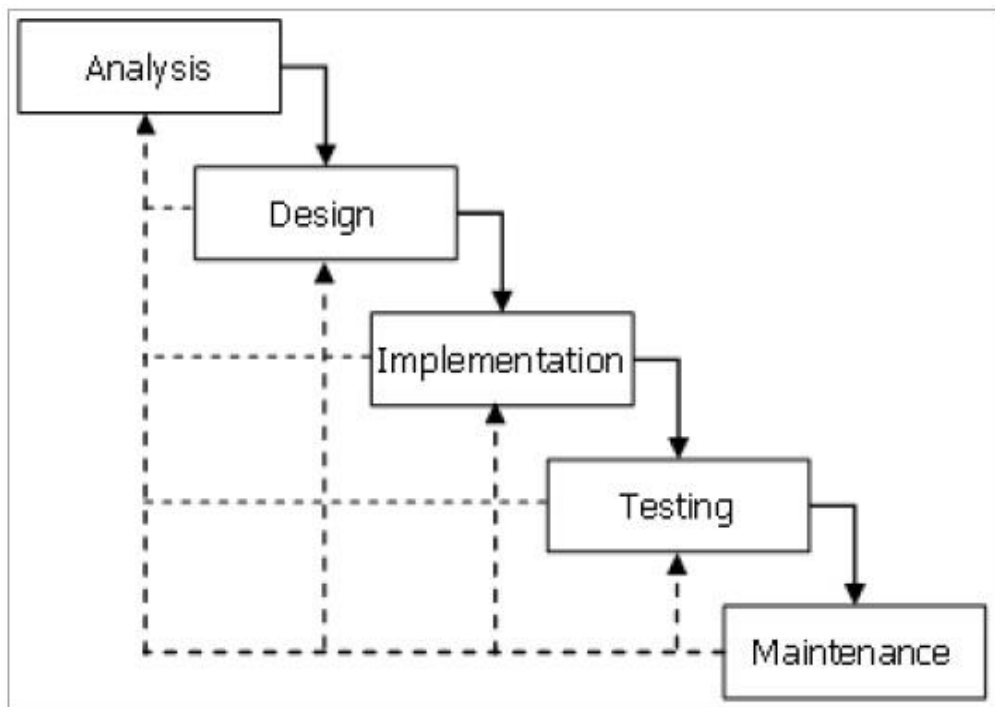 Analysis
Design
Implementation
Testing
Maintenance